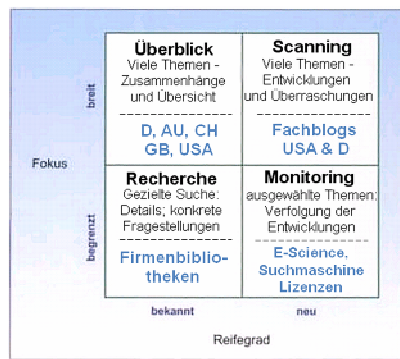 Überblick
Viele Themen -
Zusammenhänge
und Übersicht
D, AU, CH
GB, USA
Scanning
Viele Themen -
Entwicklungen
und Überraschungen
Fachblogs
USA & D
breit
Fokus
begrenzt
Recherche
Gezielte Suche:
Details; konkrete
Fragestellungen
Firmenbiblio-
theken
Monitoring
ausgewählte Themen:
Verfolgung der
Entwicklungen
E-Science,
Suchmaschine
Lizenzen
bekannt
neu
Reifegrad